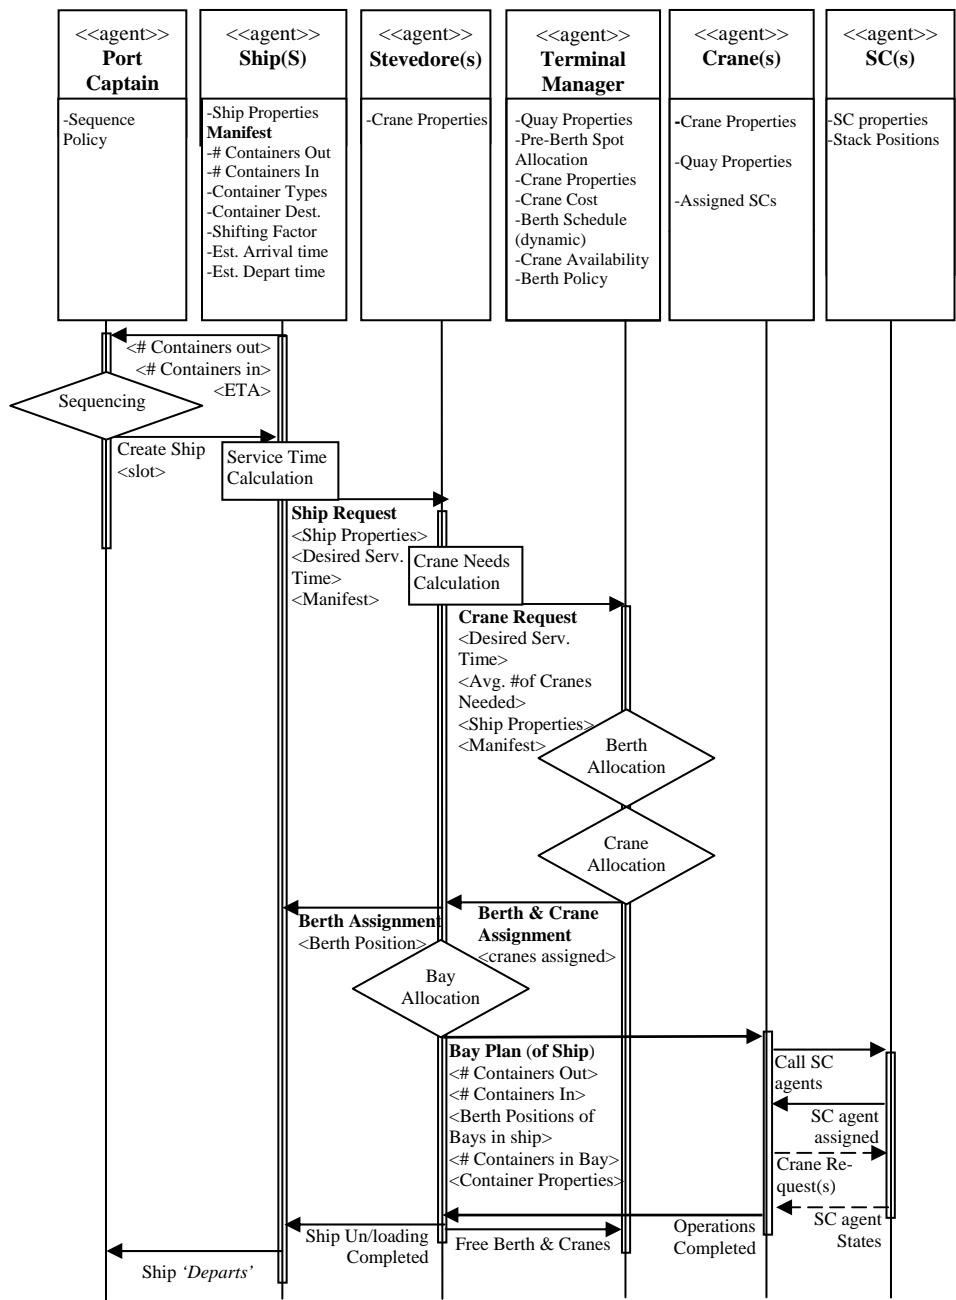 <<agent>>
Port
Captain
<<agent>>
Ship(S)
<<agent>>
Stevedore(s)
<<agent>>
Terminal
Manager
<<agent>>
Crane(s)
<<agent>>
SC(s)
-Sequence
Policy
-Ship Properties
Manifest
-# Containers Out
-# Containers In
-Container Types
-Container Dest.
-Shifting Factor
-Est. Arrival time
-Est. Depart time
-Crane Properties
-Quay Properties
-Pre-Berth Spot
Allocation
-Crane Properties
-Crane Cost
-Berth Schedule
(dynamic)
-Crane Availability
-Berth Policy
-Crane Properties
-Quay Properties
-Assigned SCs
-SC properties
-Stack Positions
<# Containers out>
<# Containers in>
<ETA>
Sequencing
Create Ship
<slot>
Service Time
Calculation
Ship Request
<Ship Properties>
<Desired Serv.
Time>
<Manifest>
Crane Needs
Calculation
Crane Request
<Desired Serv.
Time>
<Avg. #of Cranes
Needed>
<Ship Properties>
<Manifest>
Berth
Allocation
Crane
Allocation
Berth & Crane
Assignment
<cranes assigned>
Berth Assignment
<Berth Position>
Bay
Allocation
Bay Plan (of Ship)
<# Containers Out>
<# Containers In>
<Berth Positions of
Bays in ship>
<# Containers in Bay>
<Container Properties>
Call SC
agents
SC agent
assigned
Crane Re-
quest(s)
SC agent
States
Operations
Completed
Ship Un/loading
Completed
Free Berth & Cranes
Ship ‘Departs’